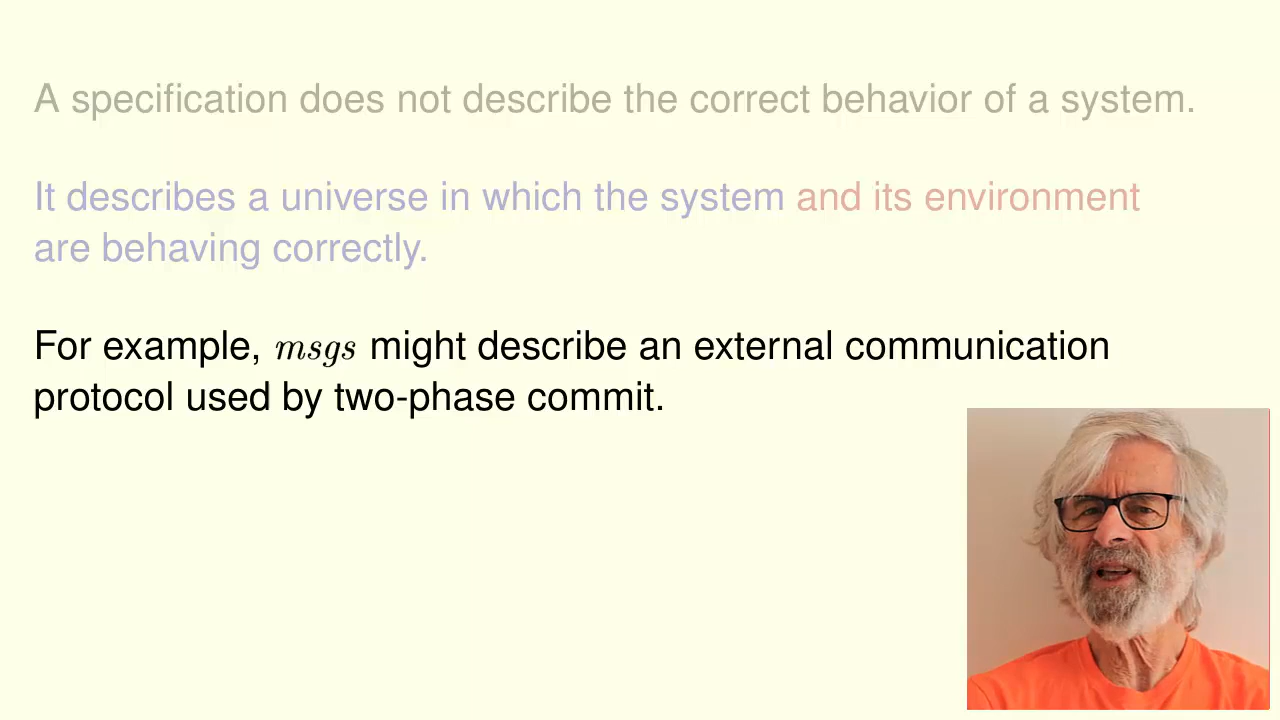 A specification does not describe the correct behavior of a system.
It describes a universe in which the system and its environment
are behaving correctly.
For example, msgs might describe an external communication
protocol used by two-phase commit.